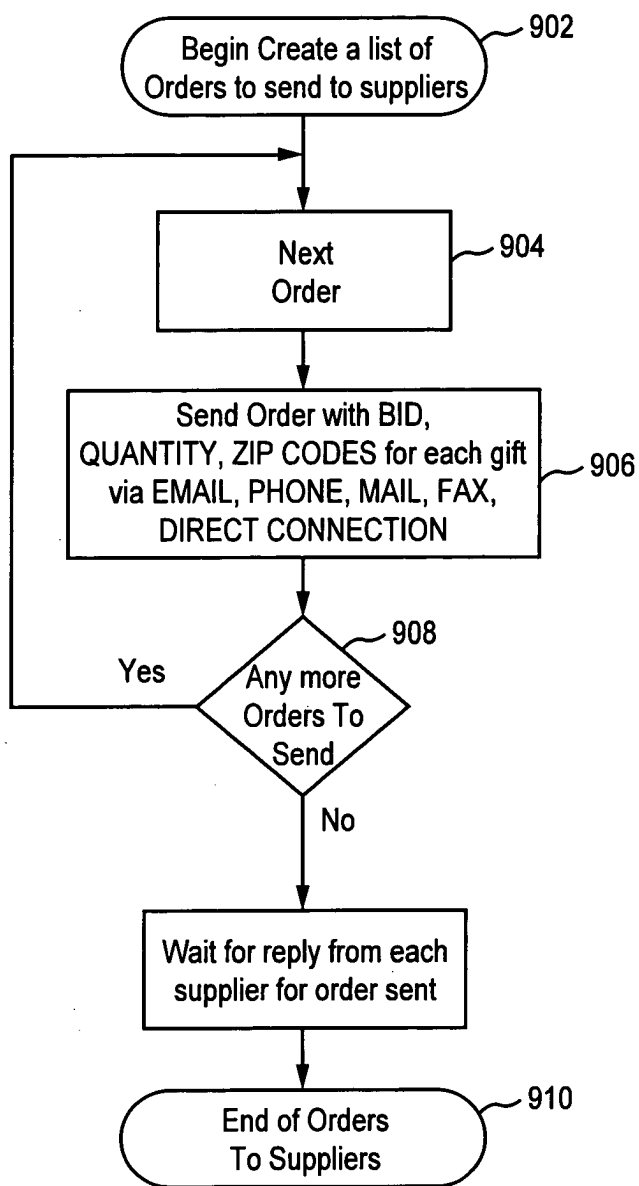 Begin Create a list of
Orders to send to suppliers
902
Next
Order
904
Send Order with BID,
QUANTITY, ZIP CODES for each gift
via EMAIL, PHONE, MAIL, FAX,
DIRECT CONNECTION
906
908
Yes
Any more
Orders To
Send
No
Wait for reply from each
supplier for order sent
End of Orders
To Suppliers
910